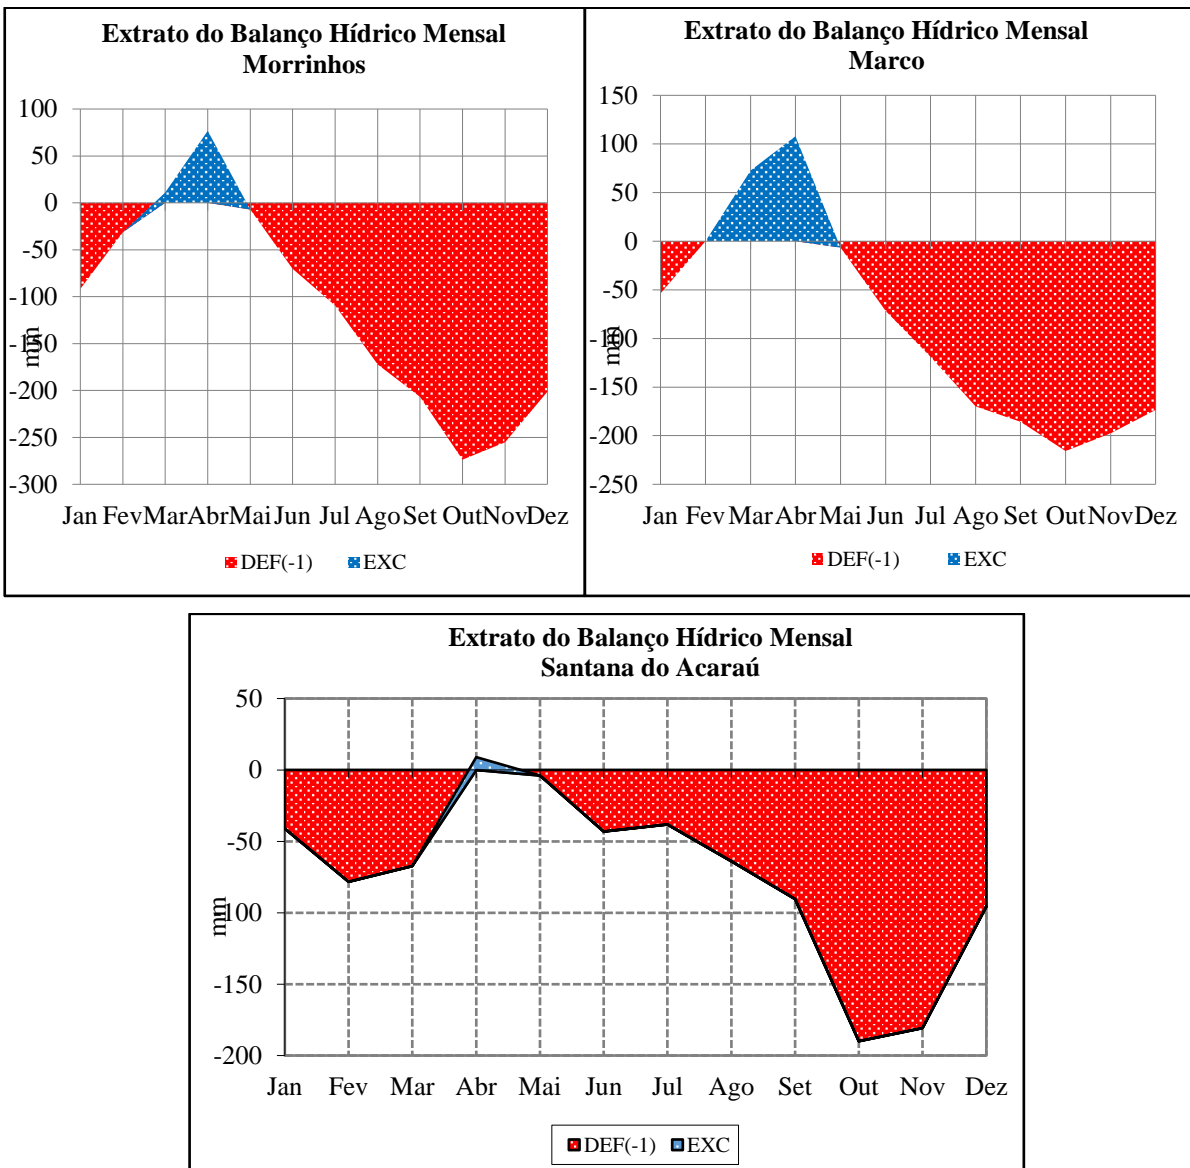 Extrato do Balanço Hídrico Mensal
Morrinhos
100
50
0
-50
-100
-150
-200
-250
-300
mm
Jan Fev Mar Abr Mai Jun Jul Ago Set Out Nov Dez
DEF(-1) EXC
Extrato do Balanço Hídrico Mensal
Marco
150
100
50
0
-50
-100
-150
-200
-250
mm
Jan Fev Mar Abr Mai Jun Jul Ago Set Out Nov Dez
DEF(-1) EXC
Extrato do Balanço Hídrico Mensal
Santana do Acaraú
50
0
-50
-100
-150
-200
mm
Jan Fev Mar Abr Mai Jun Jul Ago Set Out Nov Dez
DEF(-1) EXC